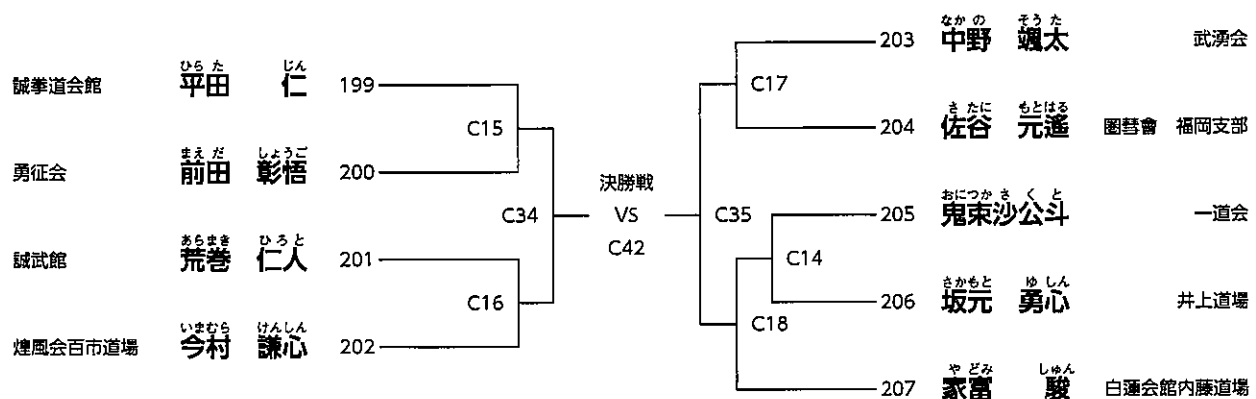 ひらた じん
誠拳道会館 平田 仁 199
C15
まえだ しょうご
勇征会 前田 彰悟 200
C34
あらまき ひろと
誠武館 荒巻 仁人 201
C16
いまむら けんしん
煌風会百市道場 今村 謙心 202
決勝戦
VS
C42
なかの そうた
203 中野 颯太 武湧会
C17
さたに もとはる
204 佐谷 元遙 圏彗會 福岡支部
C35
おにつか さくと
205 鬼束沙公斗 一道会
C14
さかもと ゆしん
206 坂元 勇心 井上道場
C18
やどみ しゅん
207 家富 駿 白蓮会館内藤道場